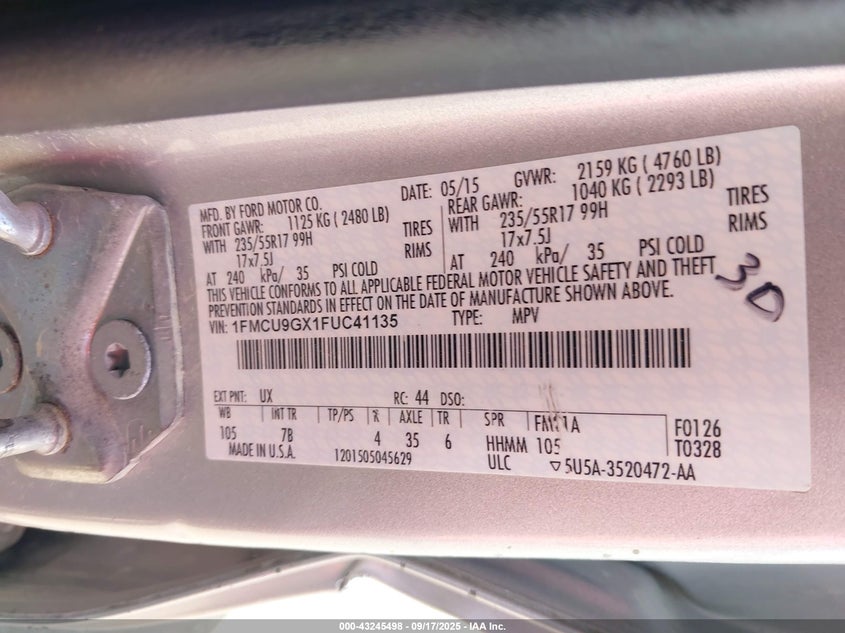 MFD. BY FORD MOTOR CO.
DATE: 05/15 GVWR: 2159 KG ( 4760 LB)
FRONT GAWR: 1125 KG ( 2480 LB) REAR GAWR: 1040 KG ( 2293 LB)
WITH 235/55R17 99H TIRES WITH 235/55R17 99H TIRES
17x7.5J RIMS 17x7.5J RIMS
AT 240 kPa/ 35 PSI COLD AT 240 kPa/ 35 PSI COLD
THIS VEHICLE CONFORMS TO ALL APPLICABLE FEDERAL MOTOR VEHICLE SAFETY AND THEFT
PREVENTION STANDARDS IN EFFECT ON THE DATE OF MANUFACTURE SHOWN ABOVE.
30
VIN: 1FMCU9GX1FUC41135 TYPE: MPV
EXT PNT: UX RC: 44 DSO:
WB INT TR TP/PS R AXLE TR SPR F0126
105 7B 4 35 6 HHMM 105 T0328
MADE IN U.S.A. 1201505045629 ULC ▽5U5A-3520472-AA
000-43245498 - 09/17/2025 - IAA Inc.